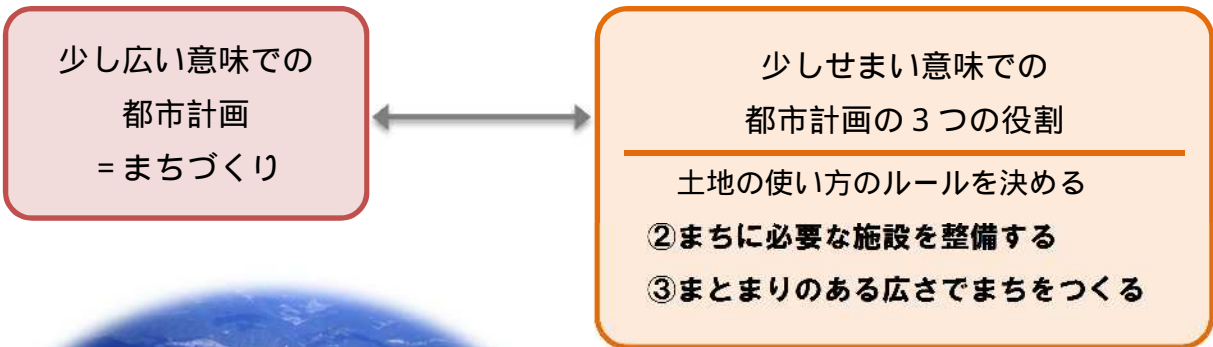 少し広い意味での
都市計画
=まちづくり
少しせまい意味での
都市計画の3つの役割
土地の使い方のルールを決める
②まちに必要な施設を整備する
③まとまりのある広さでまちをつくる